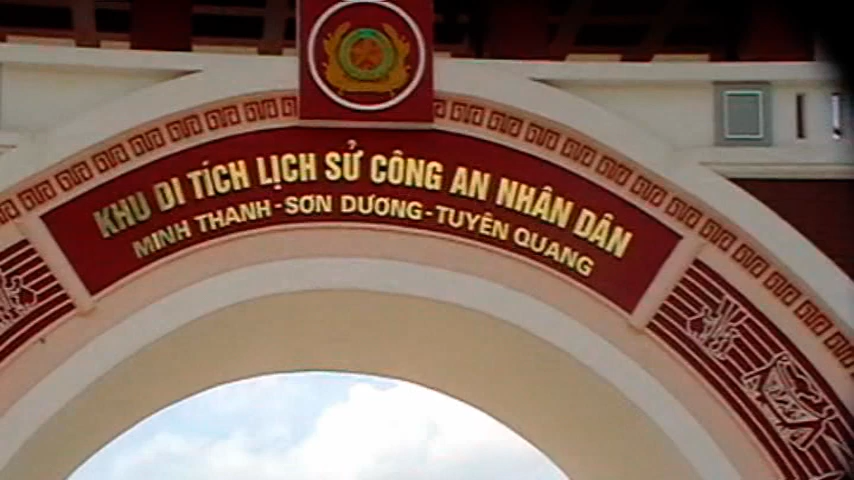 KHU DI TÍCH LỊCH SỬ CÔNG AN NHÂN DÂN
MINH THANH-SƠN DƯƠNG-TUYÊN QUANG